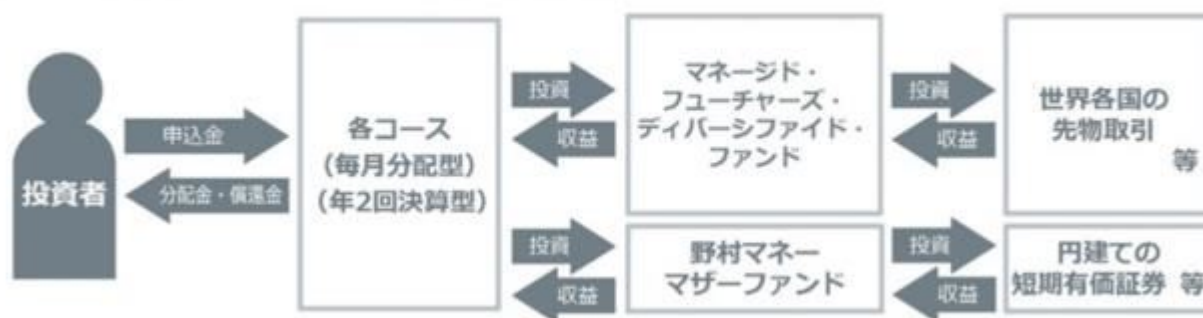 投資者
申込金
分配金・償還金
各コース
（毎月分配型）
（年2回決算型）
投資
収益
マネージド・
フューチャーズ・
ディバーシファイド・
ファンド
投資
収益
世界各国の
先物取引
等
投資
収益
野村マネー
マザーファンド
投資
収益
円建ての
短期有価証券 等